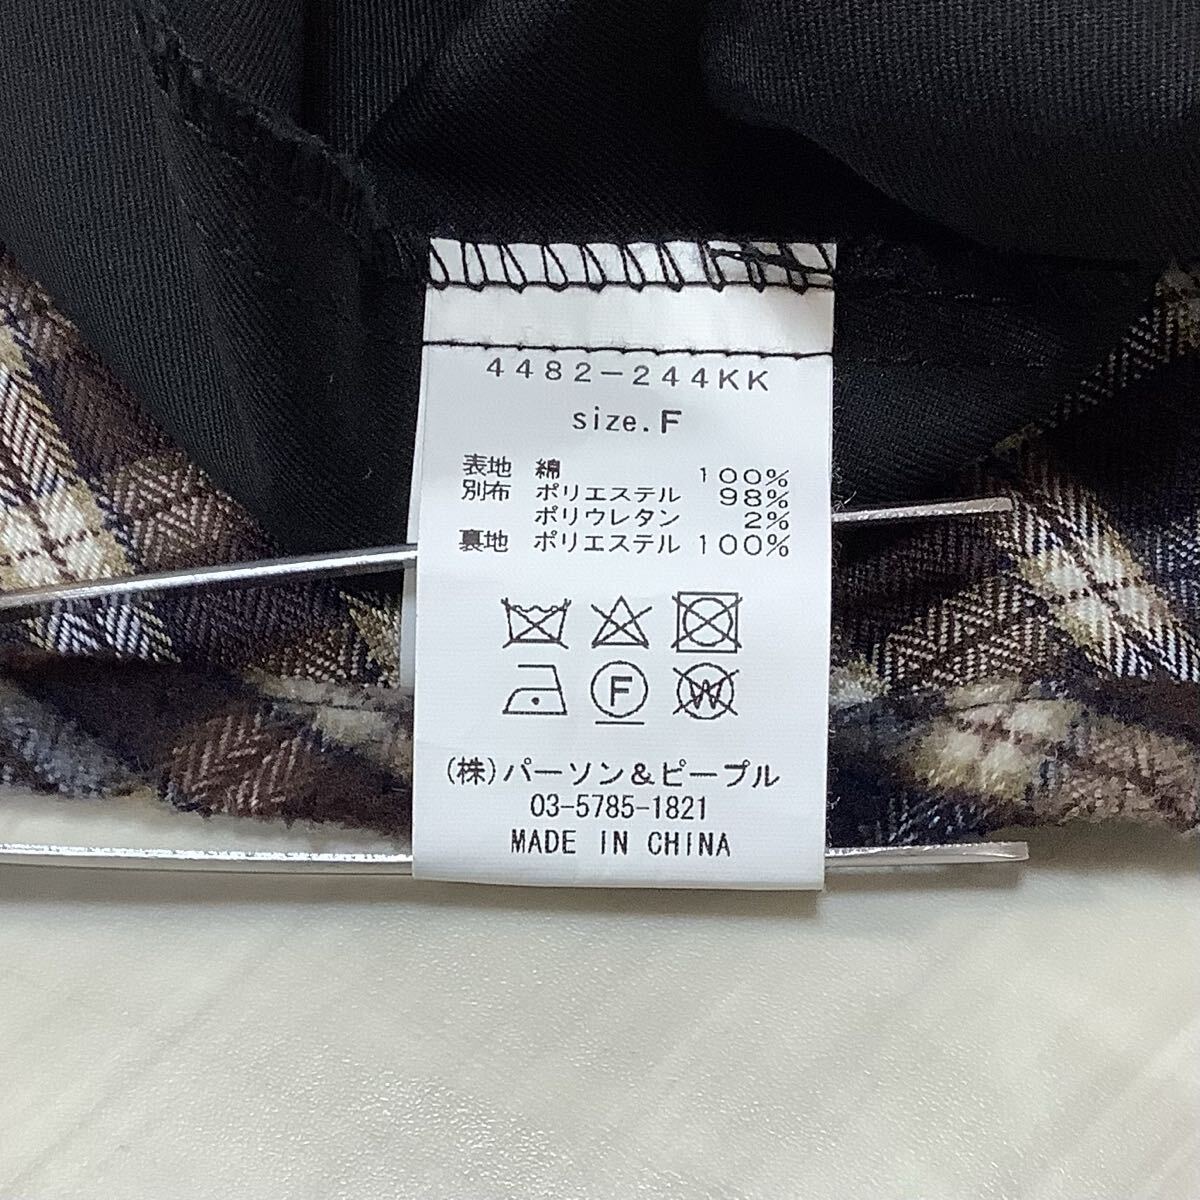 4482-244KK
size.F
表地 綿 100%
別布 ポリエステル 98%
ポリウレタン 2%
裏地 ポリエステル 100%
F W
(株)パーソン&ピープル
03-5785-1821
MADE IN CHINA